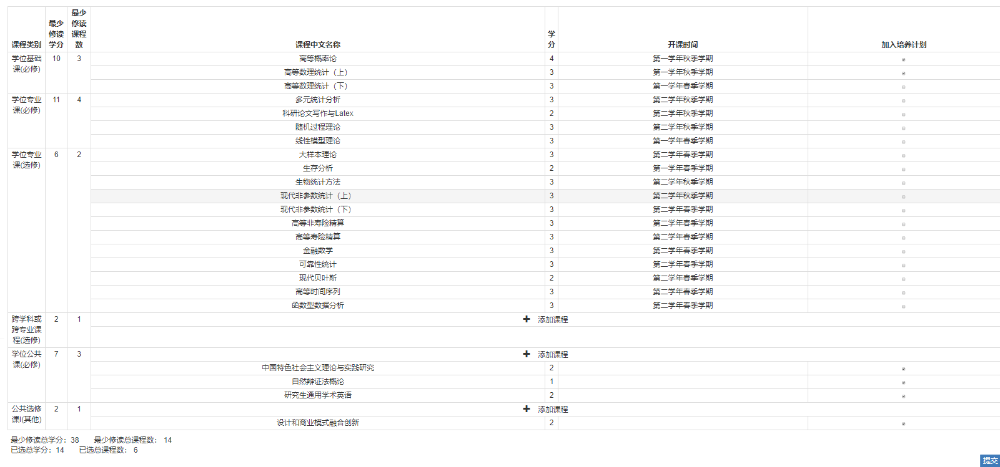 课程类别 最少修读学分 最少修读课程数 课程中文名称 学分 开课时间 加入培养计划
学位基础课(必修) 10 3 高等概率论 4 第一学年秋季学期
高等数理统计（上） 3 第一学年秋季学期
高等数理统计（下） 3 第一学年春季学期
学位专业课(必修) 11 4 多元统计分析 3 第二学年秋季学期
科研论文写作与Latex 2 第二学年秋季学期
随机过程理论 3 第二学年秋季学期
线性模型理论 3 第一学年春季学期
学位专业课(选修) 6 2 大样本理论 3 第二学年春季学期
生存分析 2 第一学年春季学期
生物统计方法 3 第二学年秋季学期
现代非参数统计（上） 3 第二学年秋季学期
现代非参数统计（下） 3 第二学年春季学期
高等非寿险精算 3 第二学年春季学期
高等寿险精算 3 第二学年春季学期
金融数学 3 第二学年春季学期
可靠性统计 3 第二学年春季学期
现代贝叶斯 2 第二学年春季学期
高等时间序列 3 第二学年春季学期
函数型数据分析 3 第二学年春季学期
跨学科或跨专业课程(选修) 2 1 添加课程
学位公共课(必修) 7 3 添加课程
中国特色社会主义理论与实践研究 2
自然辩证法概论 1
研究生通用学术英语 2
公共选修课I(其他) 2 1 添加课程
设计和商业模式融合创新 2
最少修读总学分：38 最少修读总课程数： 14
已选总学分：14 已选总课程数： 6
提交